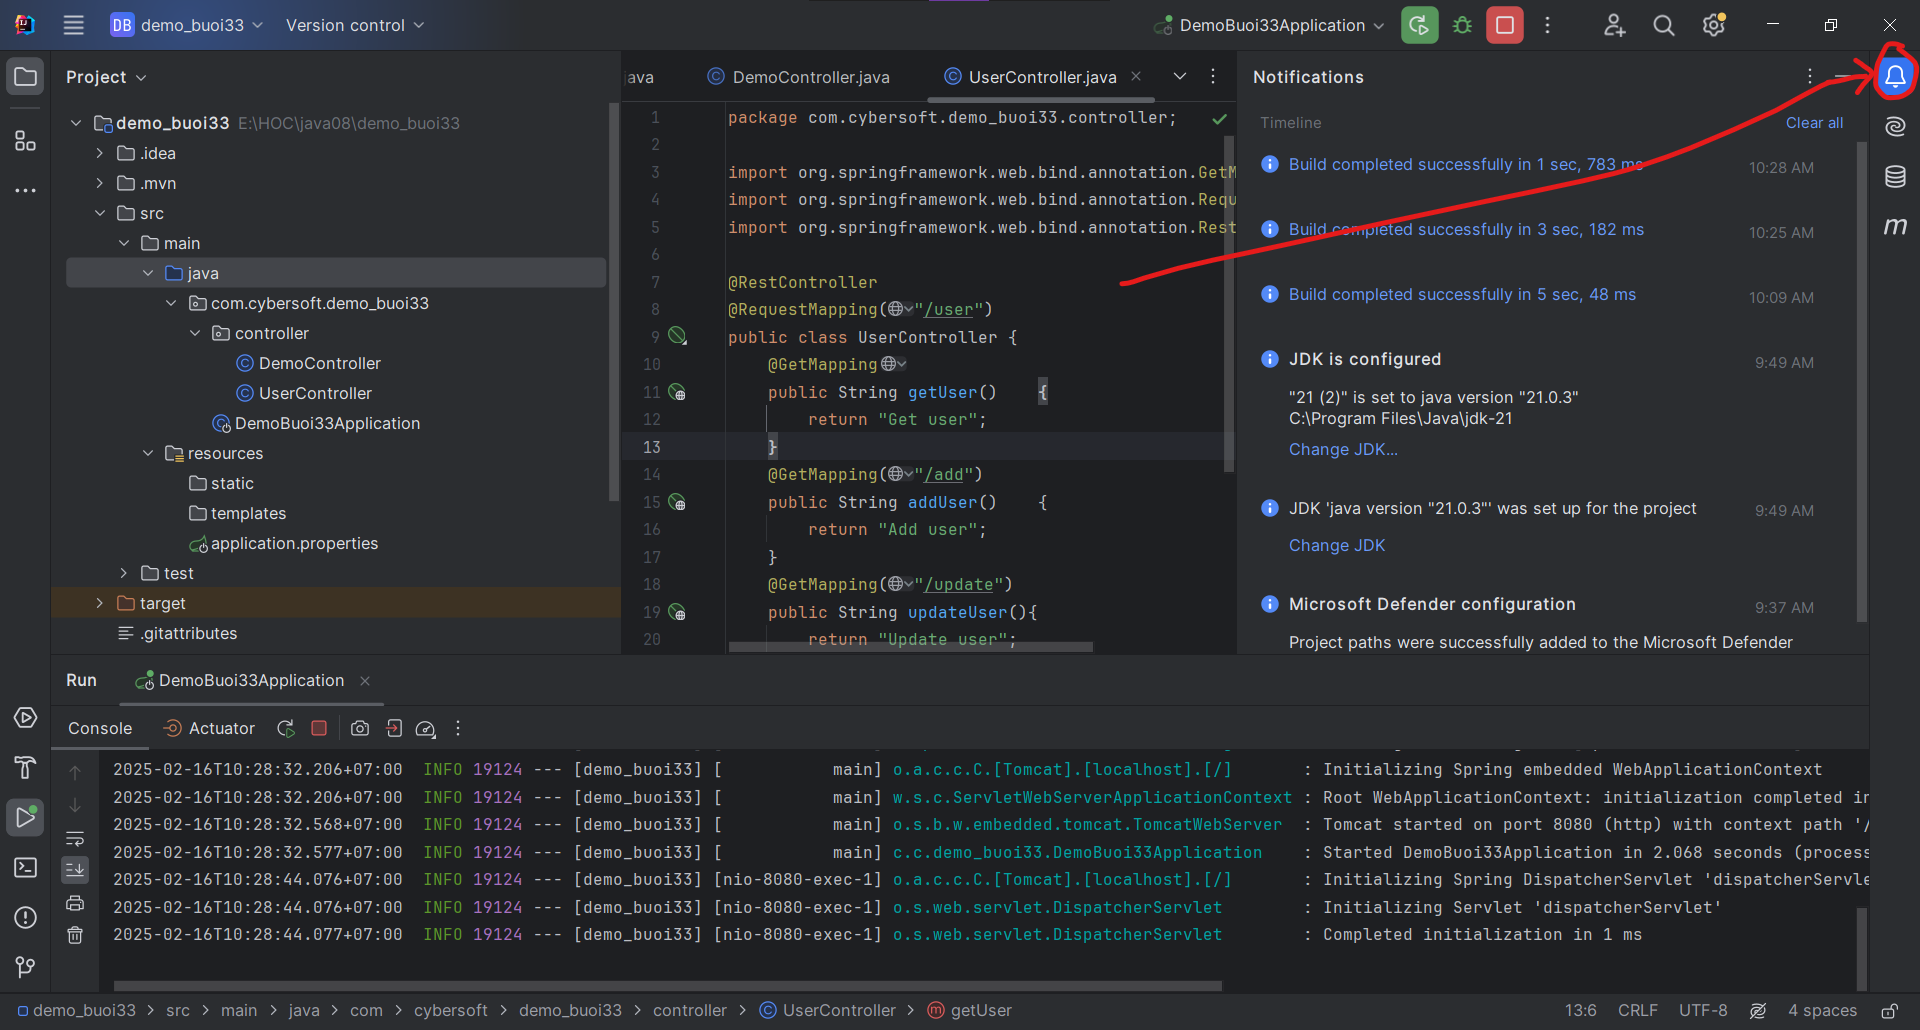 DB demo_buoi33 Version control DemoBuoi33Application
Project
demo_buoi33 E:\HOC\java08\demo_buoi33
.idea
.mvn
src
main
java
com.cybersoft.demo_buoi33
controller
DemoController
UserController
DemoBuoi33Application
resources
static
templates
application.properties
test
target
.gitattributes
java DemoController.java UserController.java
1 package com.cybersoft.demo_buoi33.controller;
2
3 import org.springframework.web.bind.annotation.GetM
4 import org.springframework.web.bind.annotation.Requ
5 import org.springframework.web.bind.annotation.Rest
6
7 @RestController
8 @RequestMapping("/user")
9 public class UserController {
10 @GetMapping
11 public String getUser() {
12 return "Get user";
13 }
14 @GetMapping("/add")
15 public String addUser() {
16 return "Add user";
17 }
18 @GetMapping("/update")
19 public String updateUser(){
20 return "Update user";
Notifications
Timeline Clear all
Build completed successfully in 1 sec, 783 ms 10:28 AM
Build completed successfully in 3 sec, 182 ms 10:25 AM
Build completed successfully in 5 sec, 48 ms 10:09 AM
JDK is configured 9:49 AM
"21 (2)" is set to java version "21.0.3"
C:\Program Files\Java\jdk-21
Change JDK...
JDK 'java version "21.0.3"' was set up for the project 9:49 AM
Change JDK
Microsoft Defender configuration 9:37 AM
Project paths were successfully added to the Microsoft Defender
m
Run DemoBuoi33Application
Console Actuator
2025-02-16T10:28:32.206+07:00 INFO 19124 --- [demo_buoi33] [ main] o.a.c.c.C.[Tomcat].[localhost].[/] : Initializing Spring embedded WebApplicationContext
2025-02-16T10:28:32.206+07:00 INFO 19124 --- [demo_buoi33] [ main] w.s.c.ServletWebServerApplicationContext : Root WebApplicationContext: initialization completed in
2025-02-16T10:28:32.568+07:00 INFO 19124 --- [demo_buoi33] [ main] o.s.b.w.embedded.tomcat.TomcatWebServer : Tomcat started on port 8080 (http) with context path '/
2025-02-16T10:28:32.577+07:00 INFO 19124 --- [demo_buoi33] [ main] c.c.demo_buoi33.DemoBuoi33Application : Started DemoBuoi33Application in 2.068 seconds (process
2025-02-16T10:28:44.076+07:00 INFO 19124 --- [demo_buoi33] [nio-8080-exec-1] o.a.c.c.C.[Tomcat].[localhost].[/] : Initializing Spring DispatcherServlet 'dispatcherServle
2025-02-16T10:28:44.076+07:00 INFO 19124 --- [demo_buoi33] [nio-8080-exec-1] o.s.web.servlet.DispatcherServlet : Initializing Servlet 'dispatcherServlet'
2025-02-16T10:28:44.077+07:00 INFO 19124 --- [demo_buoi33] [nio-8080-exec-1] o.s.web.servlet.DispatcherServlet : Completed initialization in 1 ms
demo_buoi33 > src > main > java > com > cybersoft > demo_buoi33 > controller > UserController > getUser 13:6 CRLF UTF-8 4 spaces